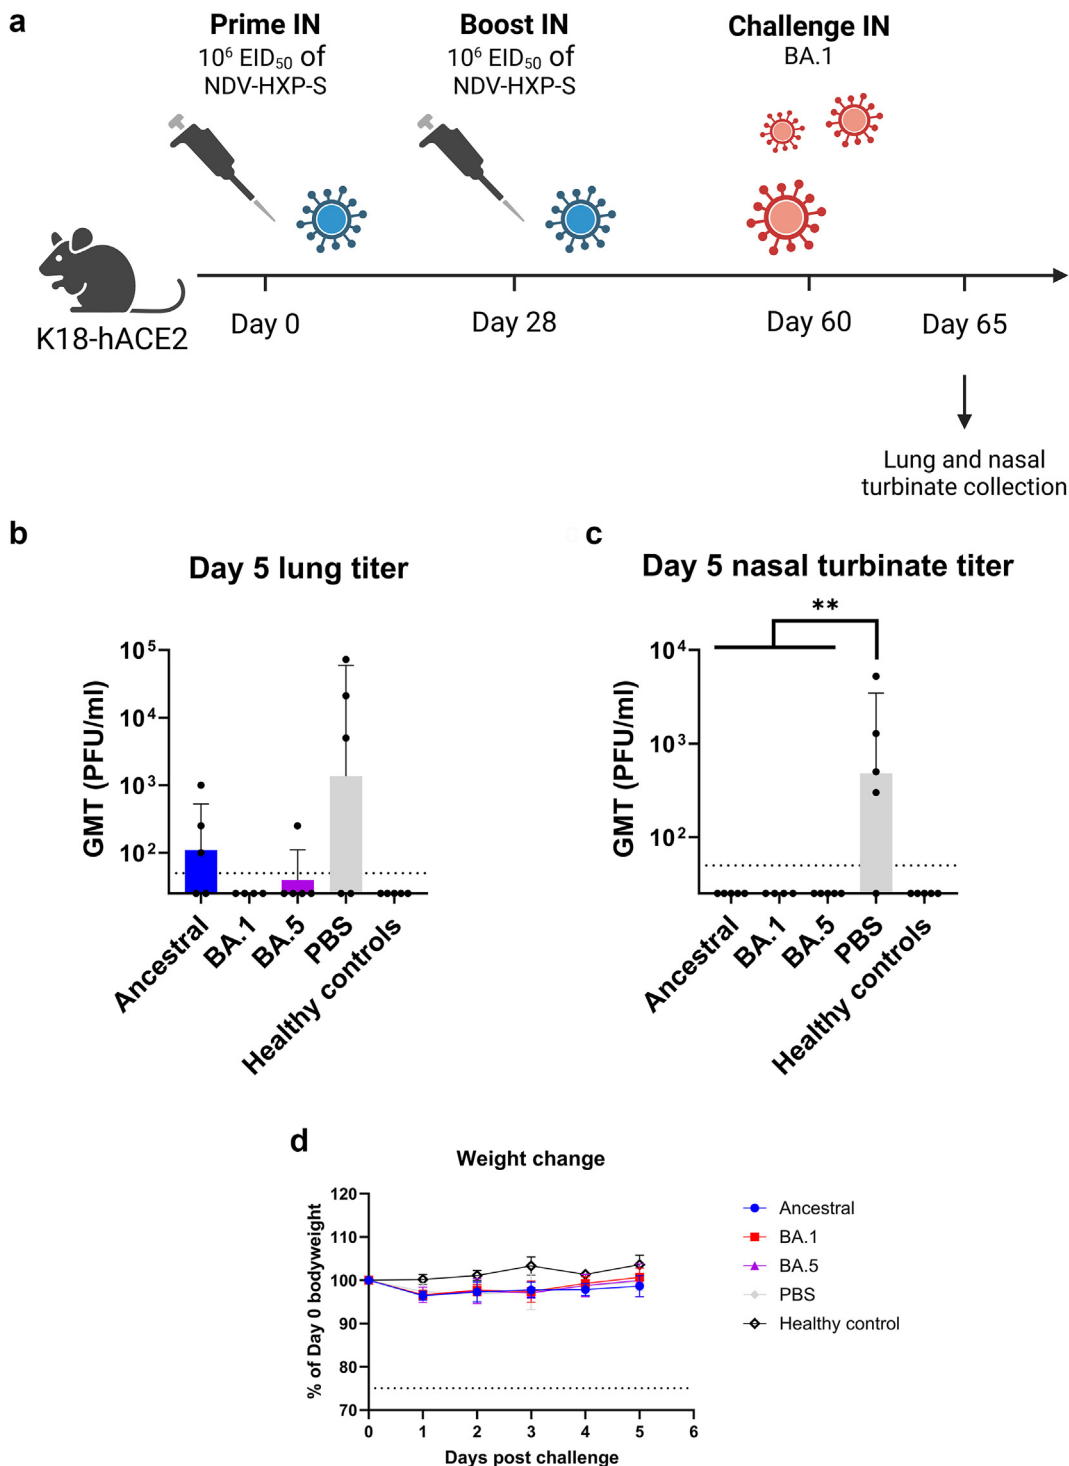 a
Prime IN
10⁶ EID₅₀ of
NDV-HXP-S
Boost IN
10⁶ EID₅₀ of
NDV-HXP-S
Challenge IN
BA.1
K18-hACE2
Day 0
Day 28
Day 60
Day 65
Lung and nasal
turbinate collection
b
Day 5 lung titer
GMT (PFU/ml)
10⁵
10⁴
10³
10²
Ancestral
BA.1
BA.5
PBS
Healthy controls
c
Day 5 nasal turbinate titer
**
GMT (PFU/ml)
10⁴
10³
10²
Ancestral
BA.1
BA.5
PBS
Healthy controls
d
Weight change
% of Day 0 bodyweight
120
110
100
90
80
70
0 1 2 3 4 5 6
Days post challenge
Ancestral
BA.1
BA.5
PBS
Healthy control